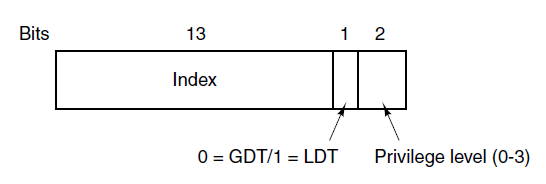 Bits 13 1 2
Index
0 = GDT/1 = LDT Privilege level (0-3)